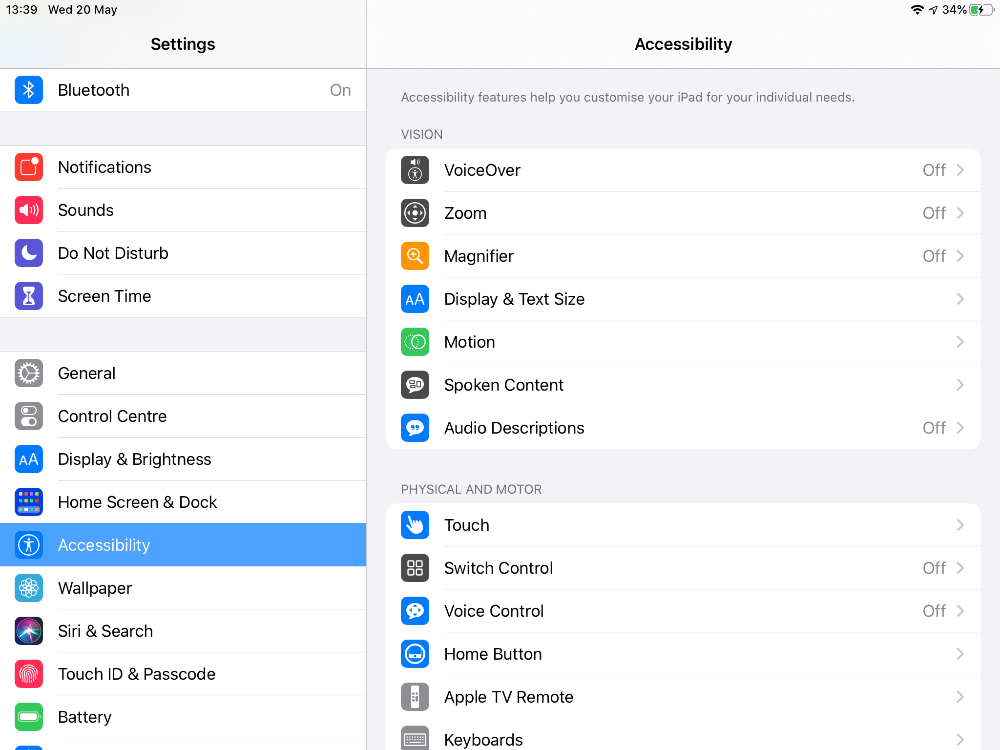 13:39 Wed 20 May
34%
Settings
Bluetooth On
Notifications
Sounds
Do Not Disturb
Screen Time
General
Control Centre
AA Display & Brightness
Home Screen & Dock
Accessibility
Wallpaper
Siri & Search
Touch ID & Passcode
Battery
Accessibility
Accessibility features help you customise your iPad for your individual needs.
VISION
VoiceOver Off
Zoom Off
Magnifier Off
AA Display & Text Size
Motion
Spoken Content
Audio Descriptions Off
PHYSICAL AND MOTOR
Touch
Switch Control Off
Voice Control Off
Home Button
Apple TV Remote
Keyboards